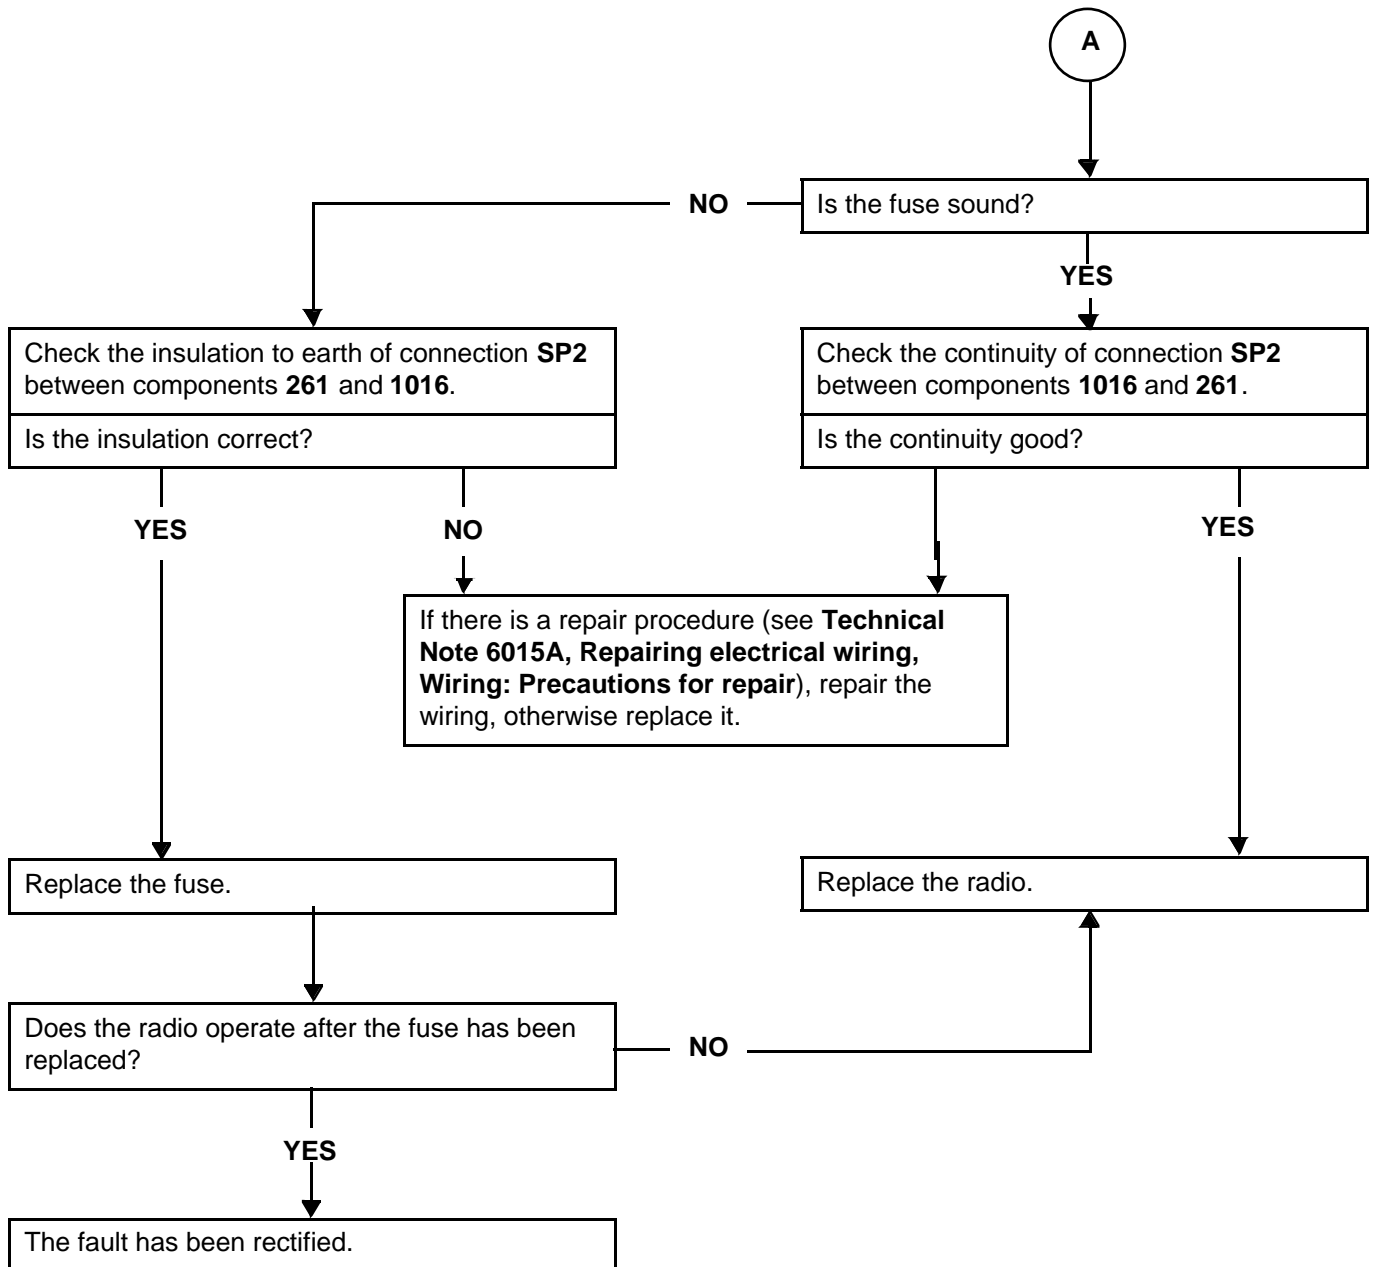 A
NO
Is the fuse sound?
YES
Check the insulation to earth of connection SP2
between components 261 and 1016.
Is the insulation correct?
Check the continuity of connection SP2
between components 1016 and 261.
Is the continuity good?
YES
NO
YES
If there is a repair procedure (see Technical
Note 6015A, Repairing electrical wiring,
Wiring: Precautions for repair), repair the
wiring, otherwise replace it.
Replace the fuse.
Replace the radio.
Does the radio operate after the fuse has been
replaced?
NO
YES
The fault has been rectified.